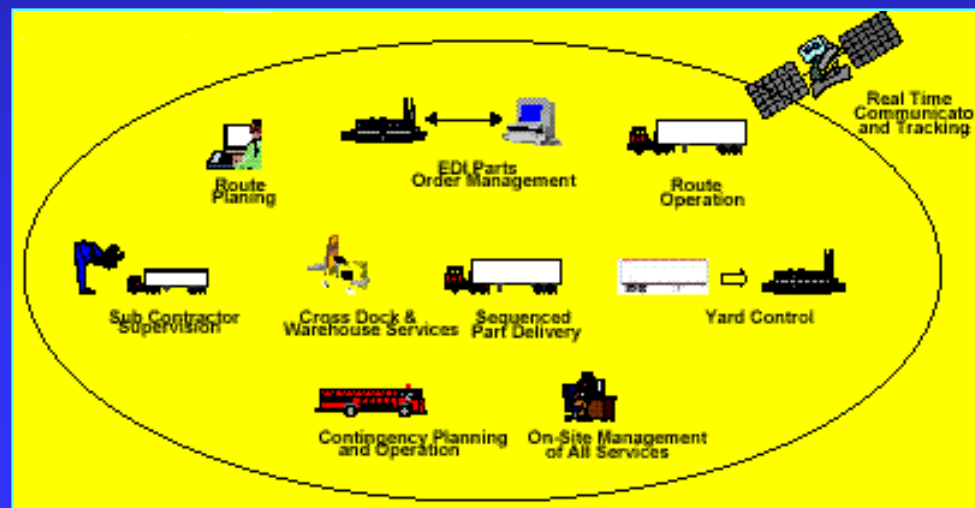 Real Time
Communicato
and Tracking
Route
Planing
EDI Parts
Order Management
Route
Operation
Sub Contractor
Supervision
Cross Dock &
Warehouse Services
Sequenced
Part Delivery
Yard Control
Contingency Planning
and Operation
On-Site Management
of All Services